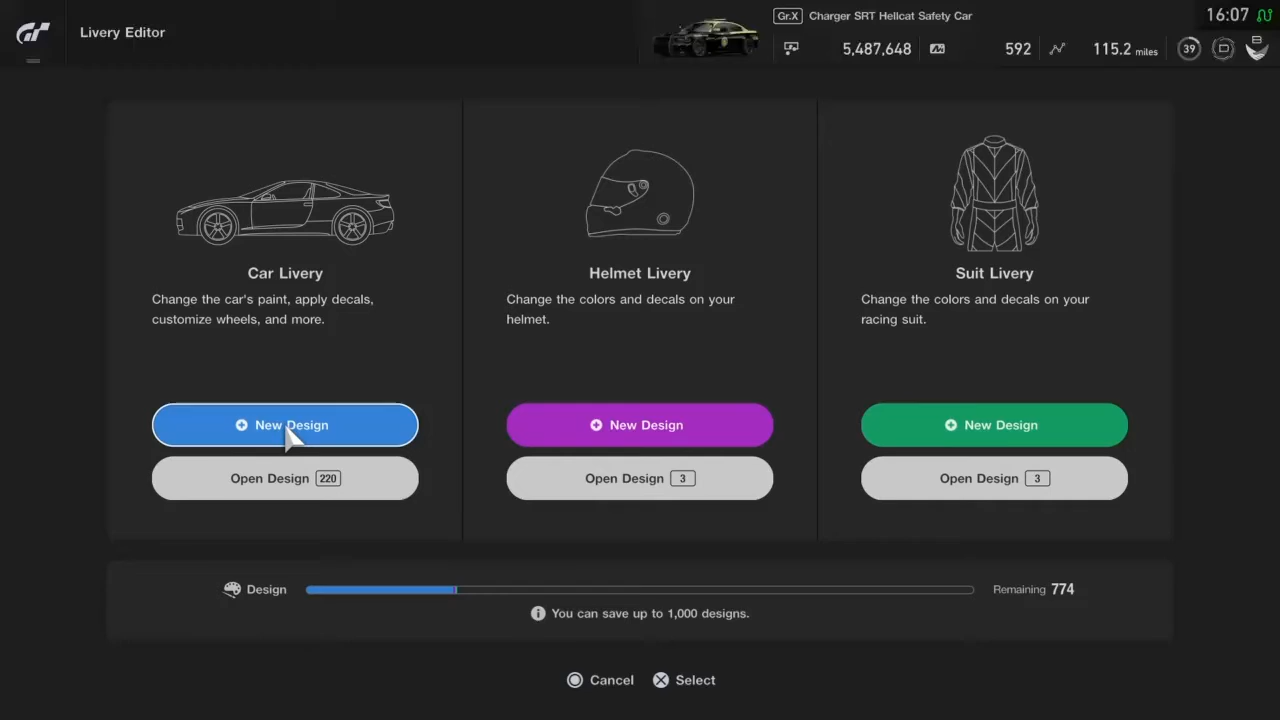 Livery Editor
Gr.X Charger SRT Hellcat Safety Car
16:07
5,487,648
592
115.2 miles
39
D
B
Car Livery
Change the car's paint, apply decals,
customize wheels, and more.
New Design
Open Design 220
Helmet Livery
Change the colors and decals on your
helmet.
New Design
Open Design 3
Suit Livery
Change the colors and decals on your
racing suit.
New Design
Open Design 3
Design
Remaining 774
You can save up to 1,000 designs.
Cancel Select